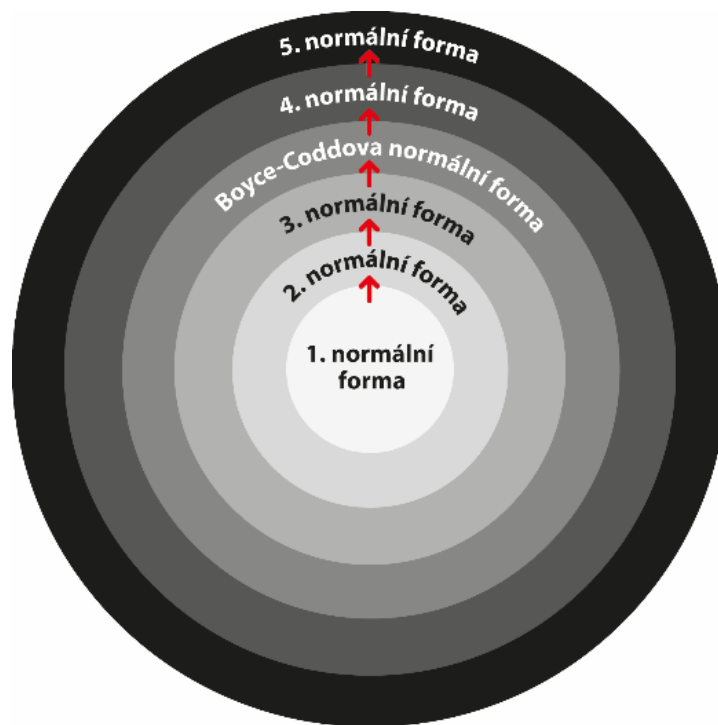 5. normální forma
4. normální forma
Boyce-Coddova normální forma
3. normální forma
2. normální forma
1. normální
forma